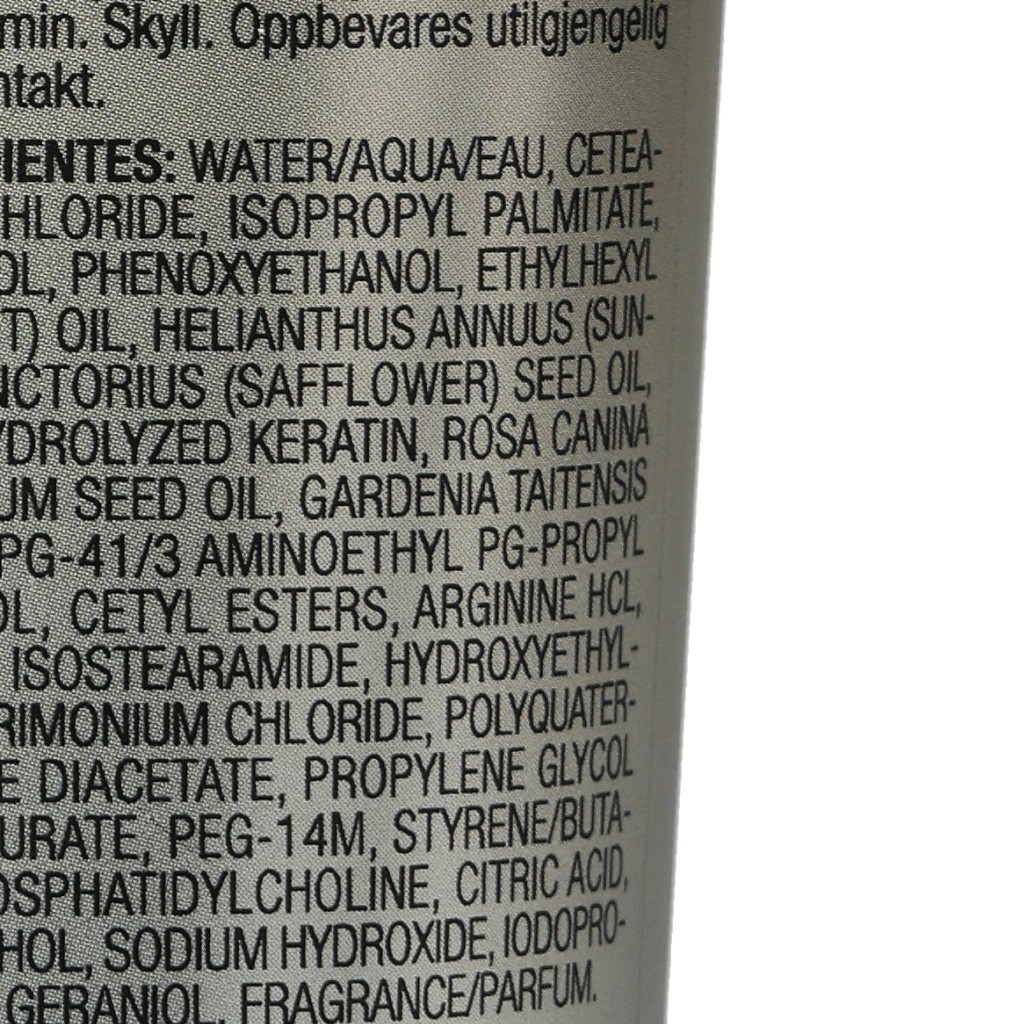 min. Skyll. Oppbevares utilgjengelig
ntakt.
IENTES: WATER/AQUA/EAU, CETEA-
HLORIDE, ISOPROPYL PALMITATE,
OL, PHENOXYETHANOL, ETHYLHEXYL
T) OIL, HELIANTHUS ANNUUS (SUN-
NCTORIUS (SAFFLOWER) SEED OIL,
YDROLYZED KERATIN, ROSA CANINA
UM SEED OIL, GARDENIA TAITENSIS
PG-41/3 AMINOETHYL PG-PROPYL
OL, CETYL ESTERS, ARGININE HCL,
ISOSTEARAMIDE, HYDROXYETHYL-
RIMONIUM CHLORIDE, POLYQUATER-
E DIACETATE, PROPYLENE GLYCOL
URATE, PEG-14M, STYRENE/BUTA-
OSPHATIDYLCHOLINE, CITRIC ACID,
HOL, SODIUM HYDROXIDE, IODOPRO-
GERANIOL, FRAGRANCE/PARFUM.